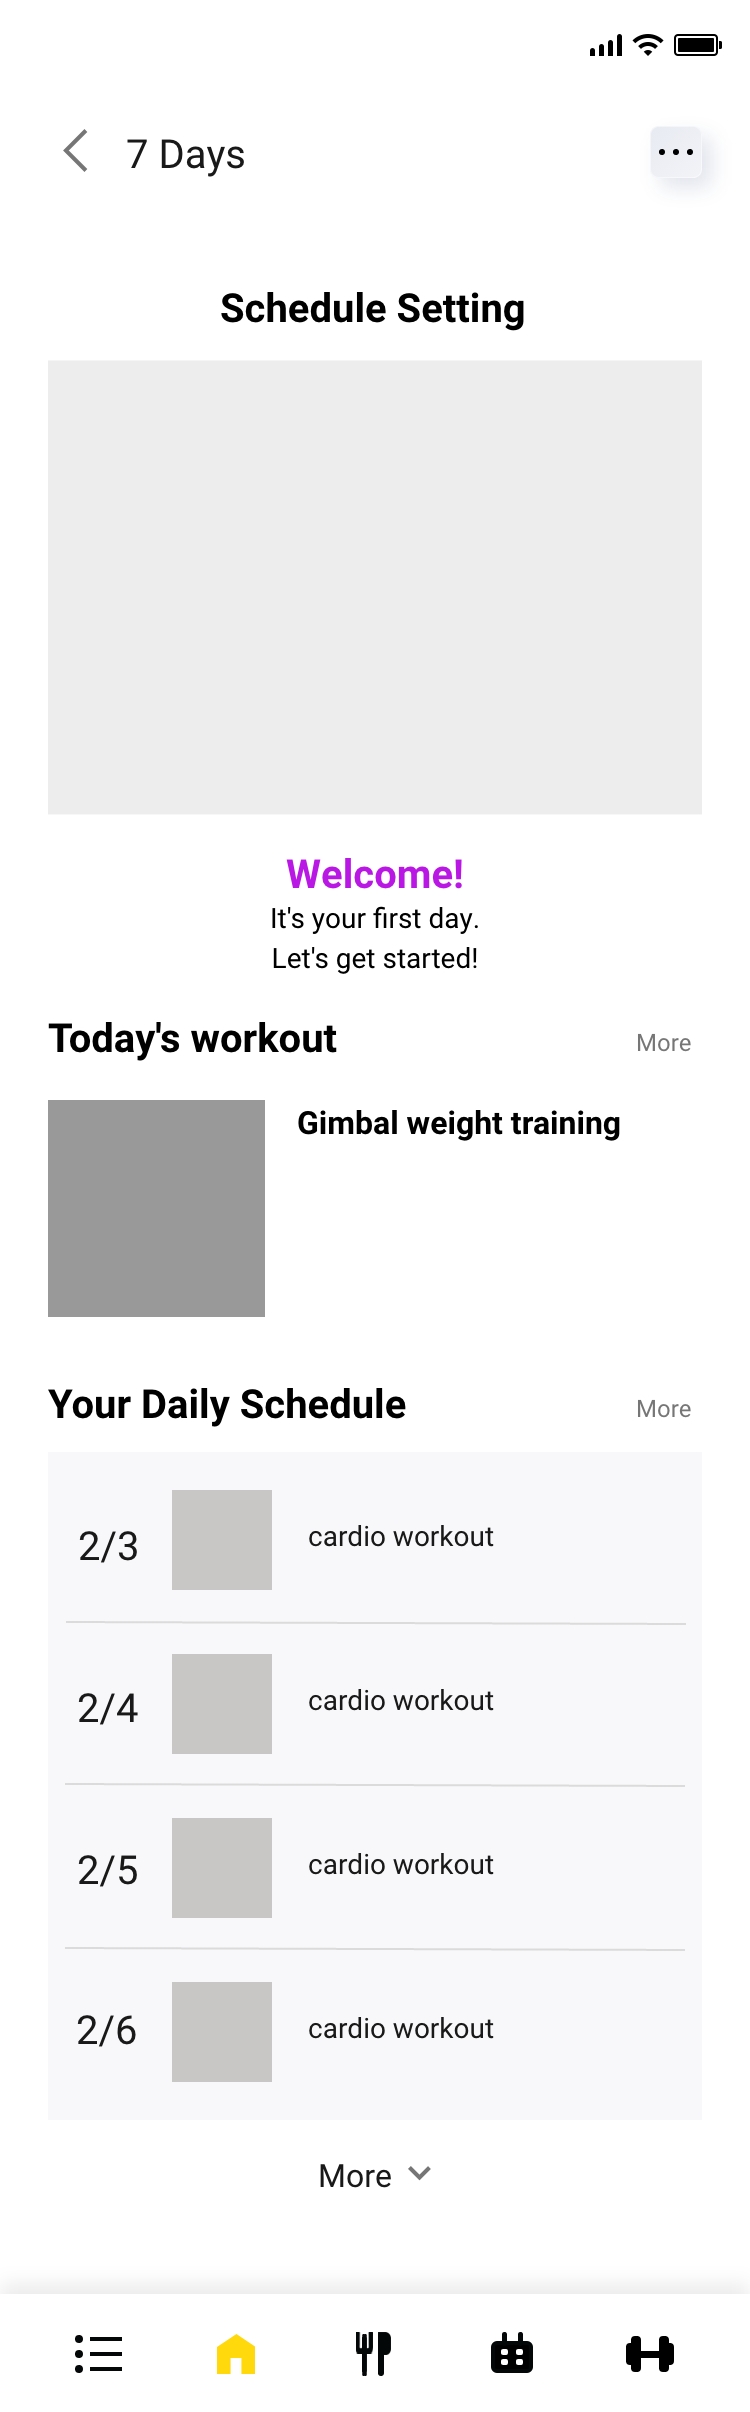 7 Days
Schedule Setting
Welcome!
It's your first day.
Let's get started!
Today's workout
More
Gimbal weight training
Your Daily Schedule
More
2/3
cardio workout
2/4
cardio workout
2/5
cardio workout
2/6
cardio workout
More